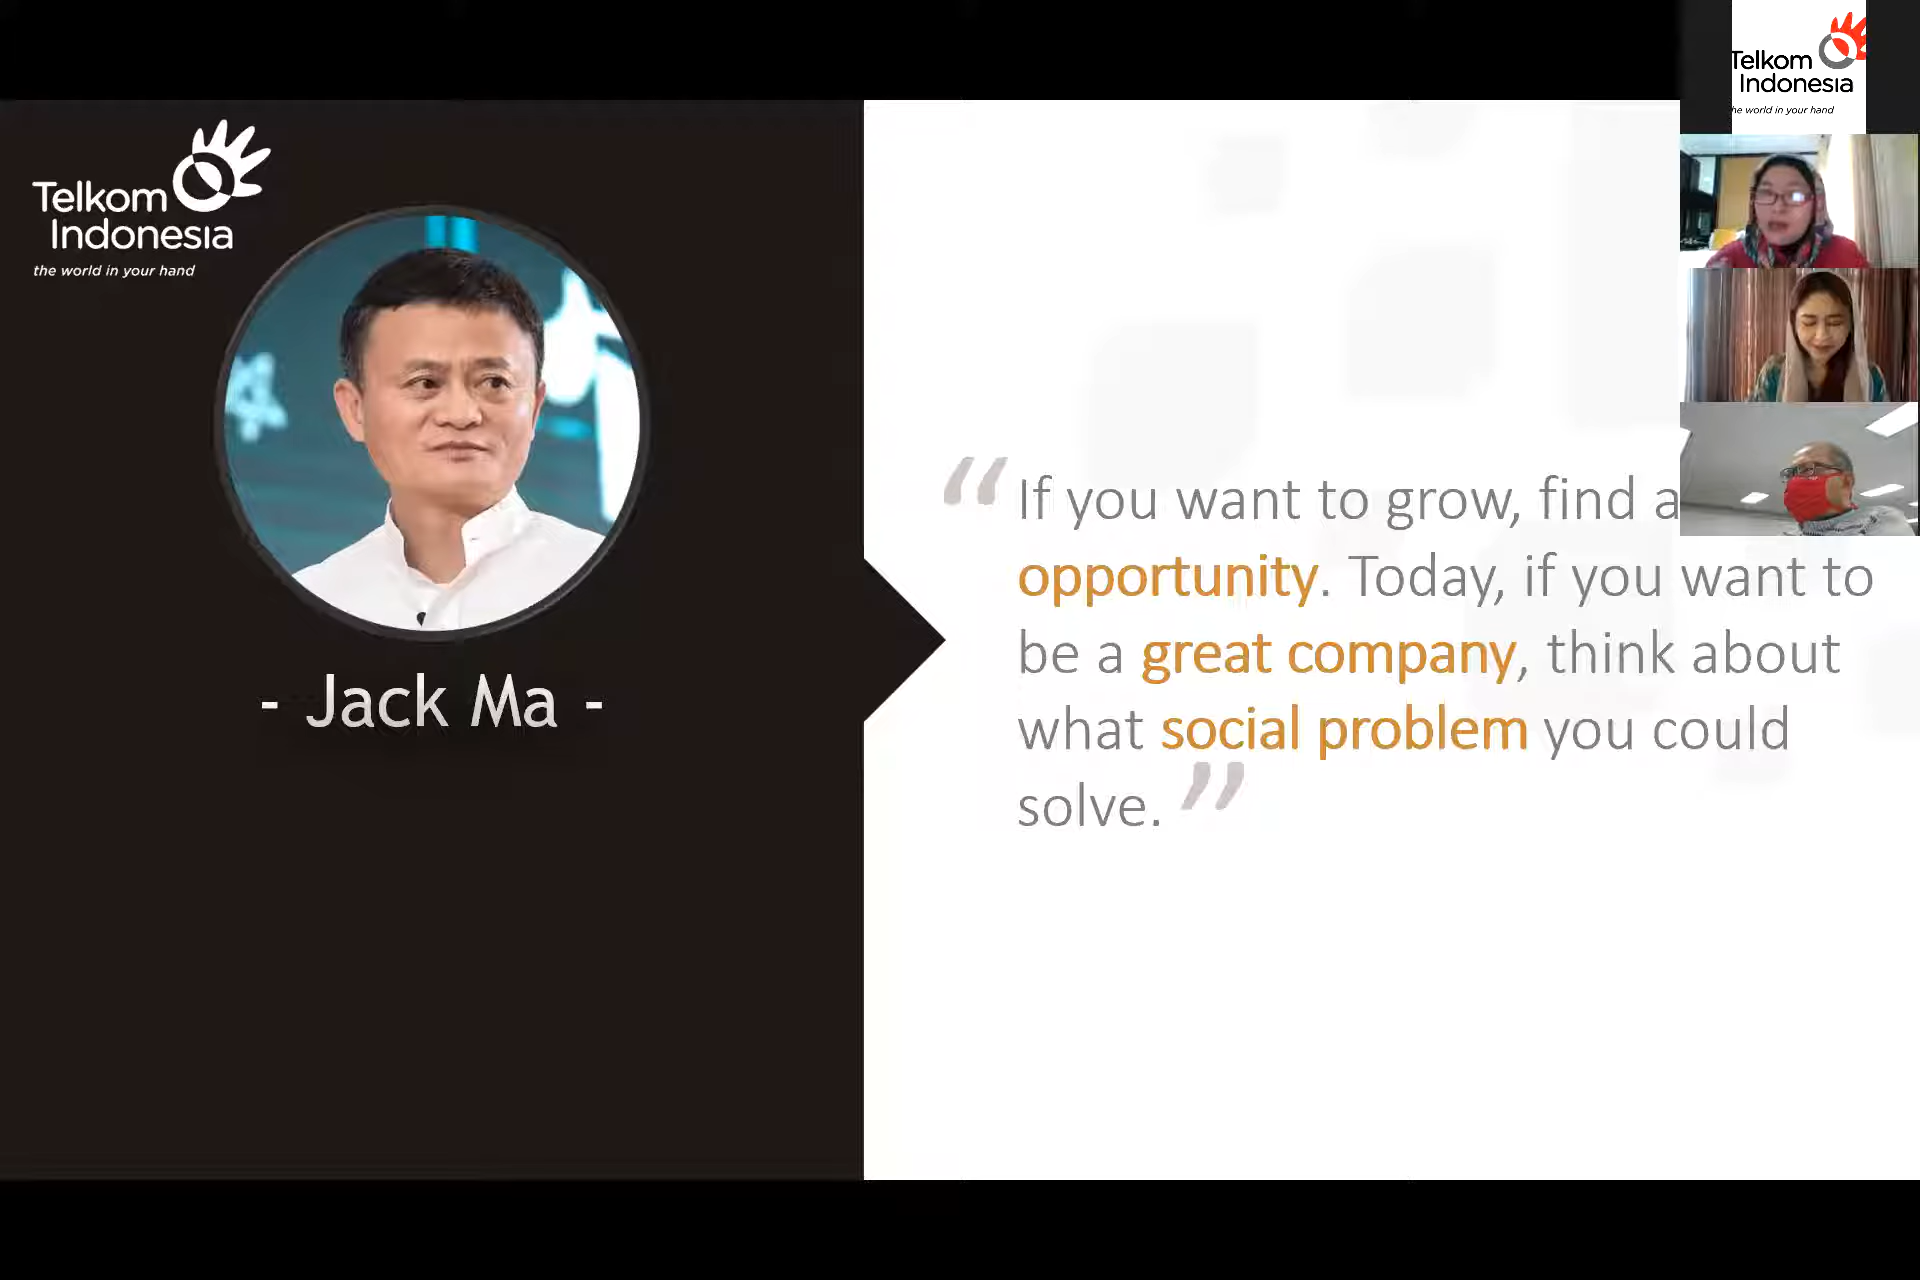 Telkom
Indonesia
the world in your hand
- Jack Ma -
“ If you want to grow, find a
opportunity. Today, if you want to
be a great company, think about
what social problem you could
solve. ”
Telkom
Indonesia
he world in your hand